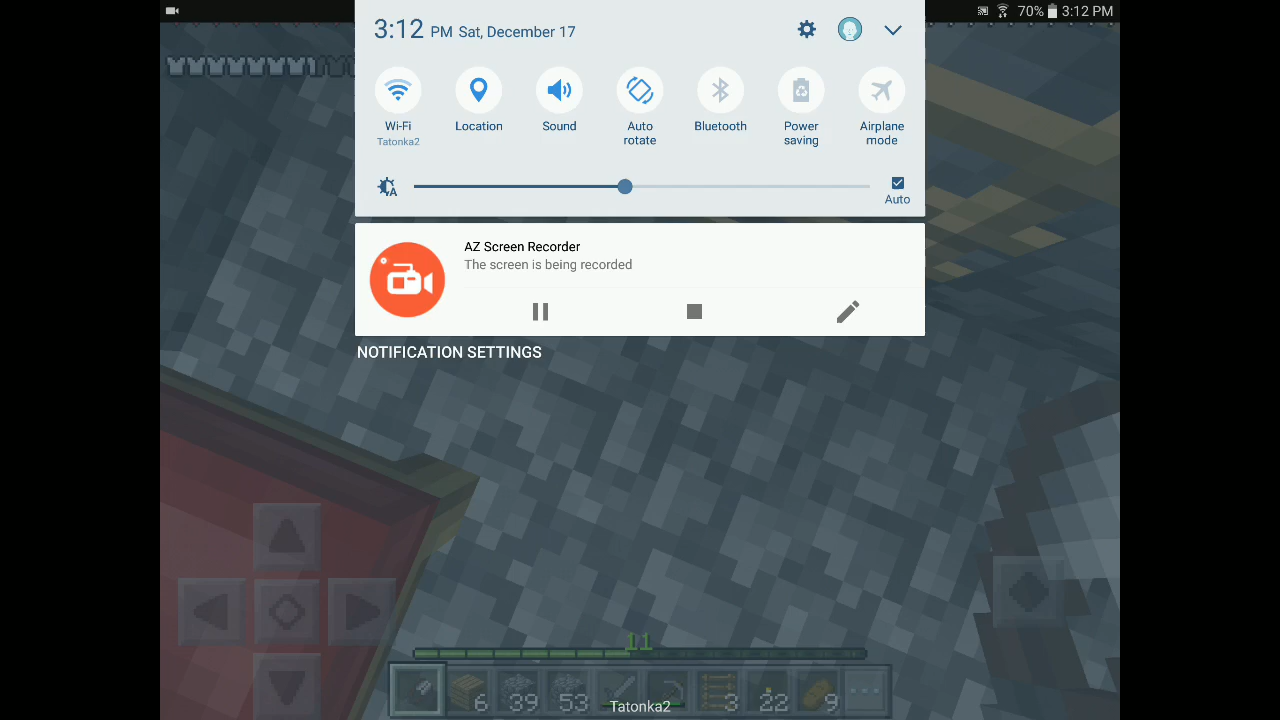 70% 3:12 PM
3:12 PM Sat, December 17
Wi-Fi
Tatonka2
Location
Sound
Auto
rotate
Bluetooth
Power
saving
Airplane
mode
A
Auto
AZ Screen Recorder
The screen is being recorded
NOTIFICATION SETTINGS
11
6 39 53 3 22 9
Tatonka2